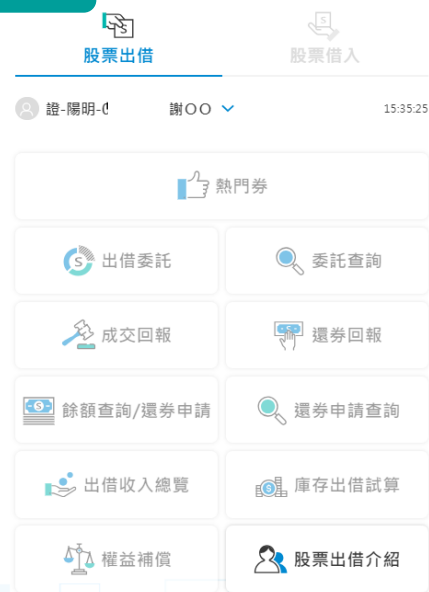 股票出借
股票借入
證-陽明- 謝OO 15:35:25
熱門券
出借委託 委託查詢
成交回報 還券回報
餘額查詢/還券申請 還券申請查詢
出借收入總覽 庫存出借試算
權益補償 股票出借介紹